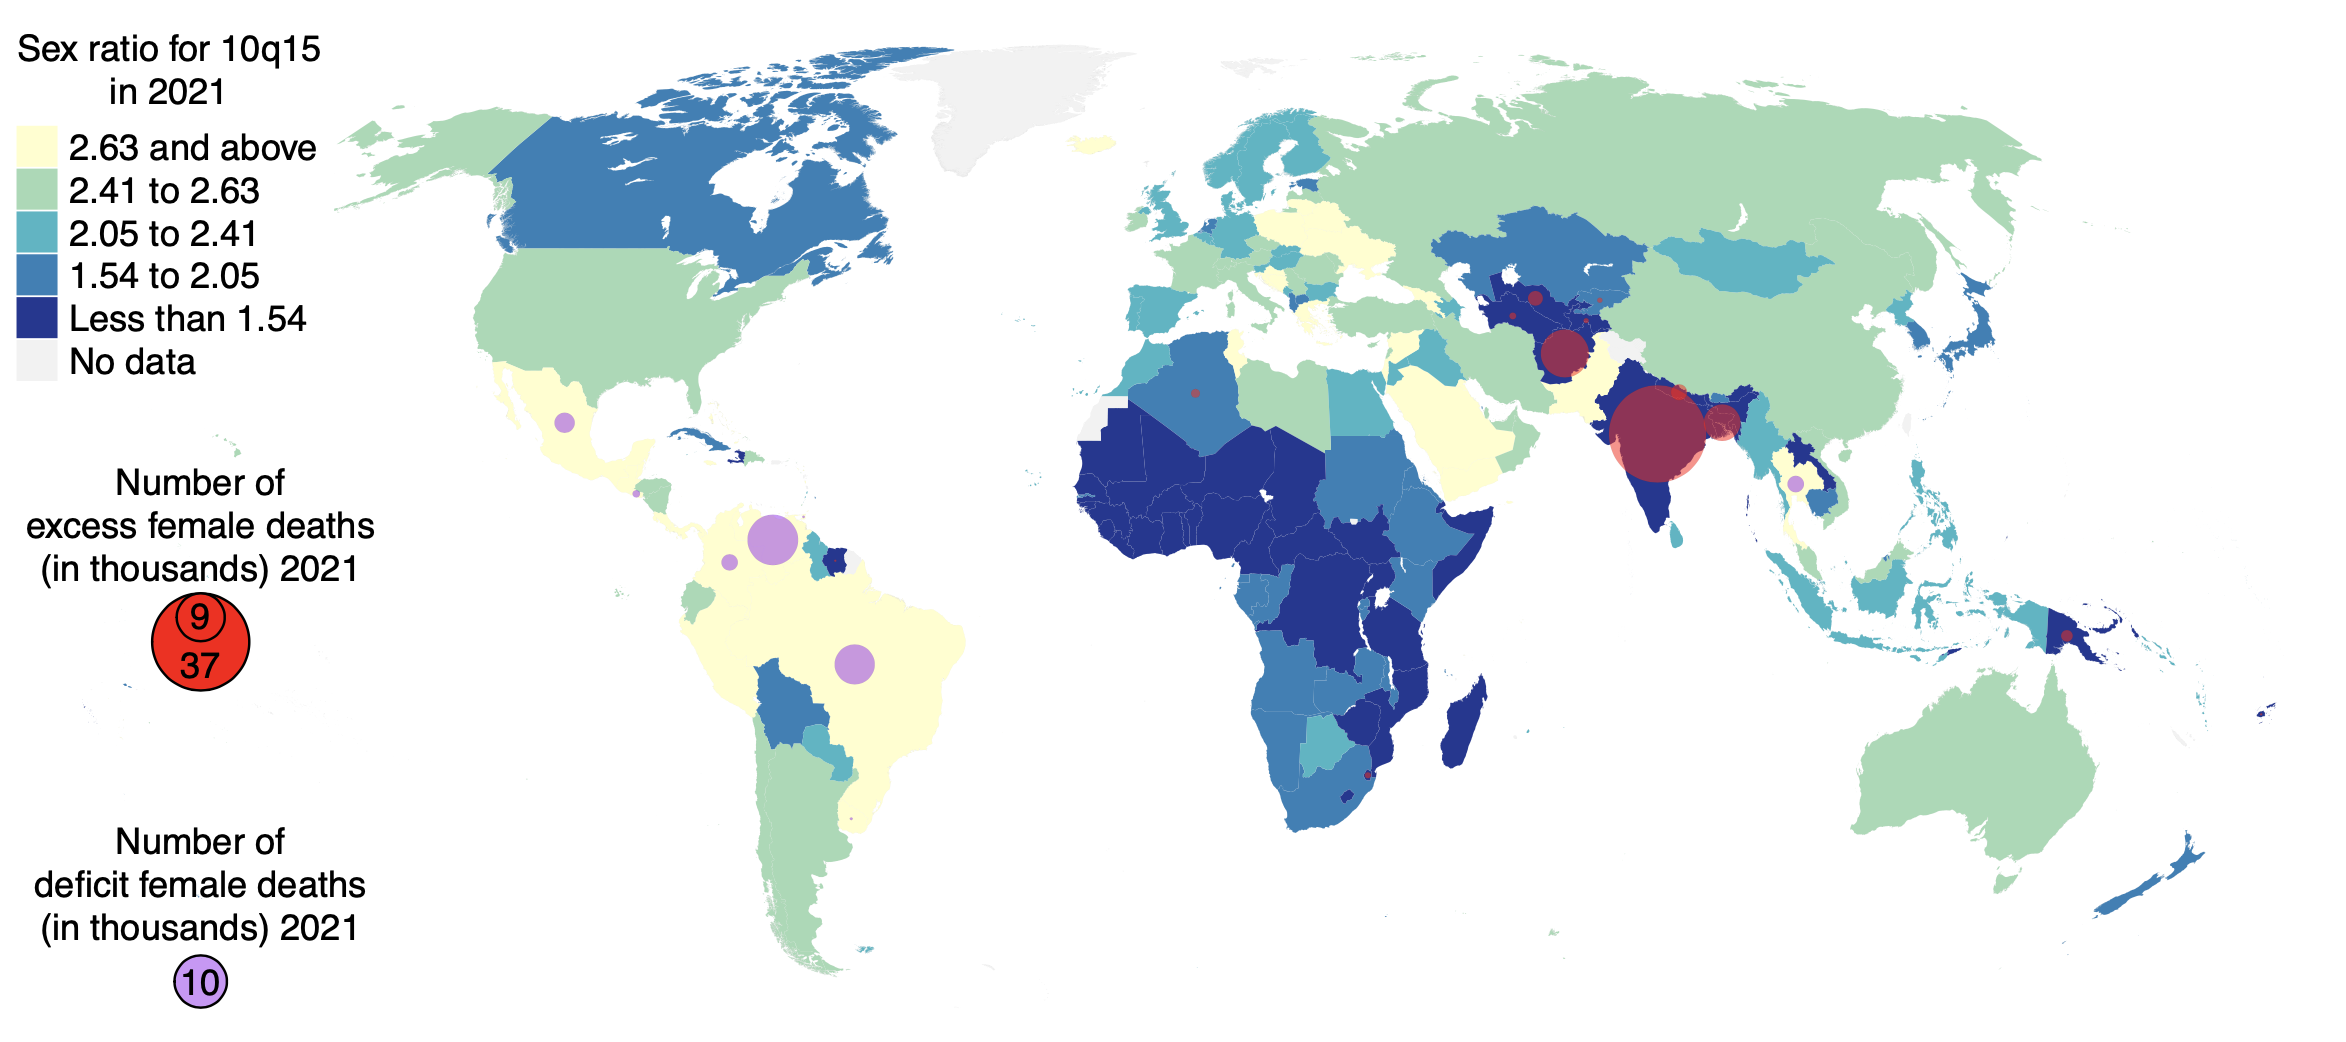 Sex ratio for 10q15
in 2021
2.63 and above
2.41 to 2.63
2.05 to 2.41
1.54 to 2.05
Less than 1.54
No data
Number of
excess female deaths
(in thousands) 2021
9
37
Number of
deficit female deaths
(in thousands) 2021
10